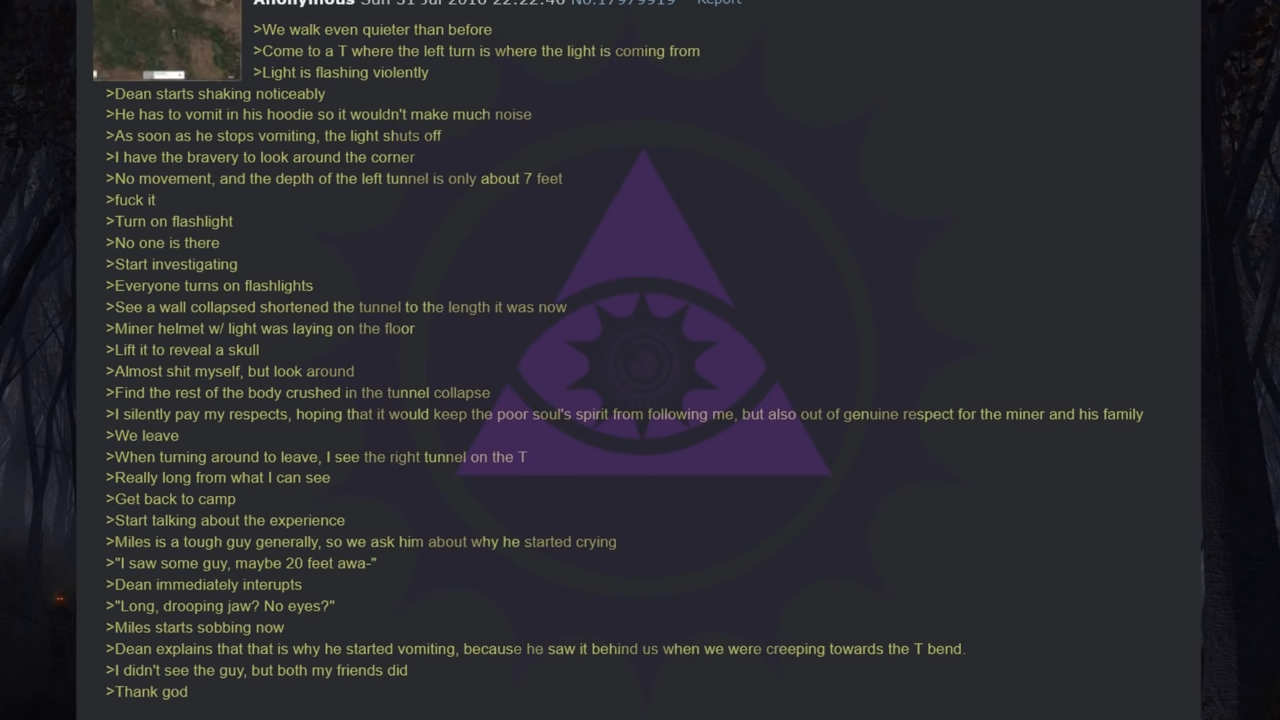 Anonymous Sun 31 Jul 2016 22:22:46 No.17979919 Report
>We walk even quieter than before
>Come to a T where the left turn is where the light is coming from
>Light is flashing violently
>Dean starts shaking noticeably
>He has to vomit in his hoodie so it wouldn't make much noise
>As soon as he stops vomiting, the light shuts off
>I have the bravery to look around the corner
>No movement, and the depth of the left tunnel is only about 7 feet
>fuck it
>Turn on flashlight
>No one is there
>Start investigating
>Everyone turns on flashlights
>See a wall collapsed shortened the tunnel to the length it was now
>Miner helmet w/ light was laying on the floor
>Lift it to reveal a skull
>Almost shit myself, but look around
>Find the rest of the body crushed in the tunnel collapse
>I silently pay my respects, hoping that it would keep the poor soul's spirit from following me, but also out of genuine respect for the miner and his family
>We leave
>When turning around to leave, I see the right tunnel on the T
>Really long from what I can see
>Get back to camp
>Start talking about the experience
>Miles is a tough guy generally, so we ask him about why he started crying
>"I saw some guy, maybe 20 feet awa-"
>Dean immediately interupts
>"Long, drooping jaw? No eyes?"
>Miles starts sobbing now
>Dean explains that that is why he started vomiting, because he saw it behind us when we were creeping towards the T bend.
>I didn't see the guy, but both my friends did
>Thank god